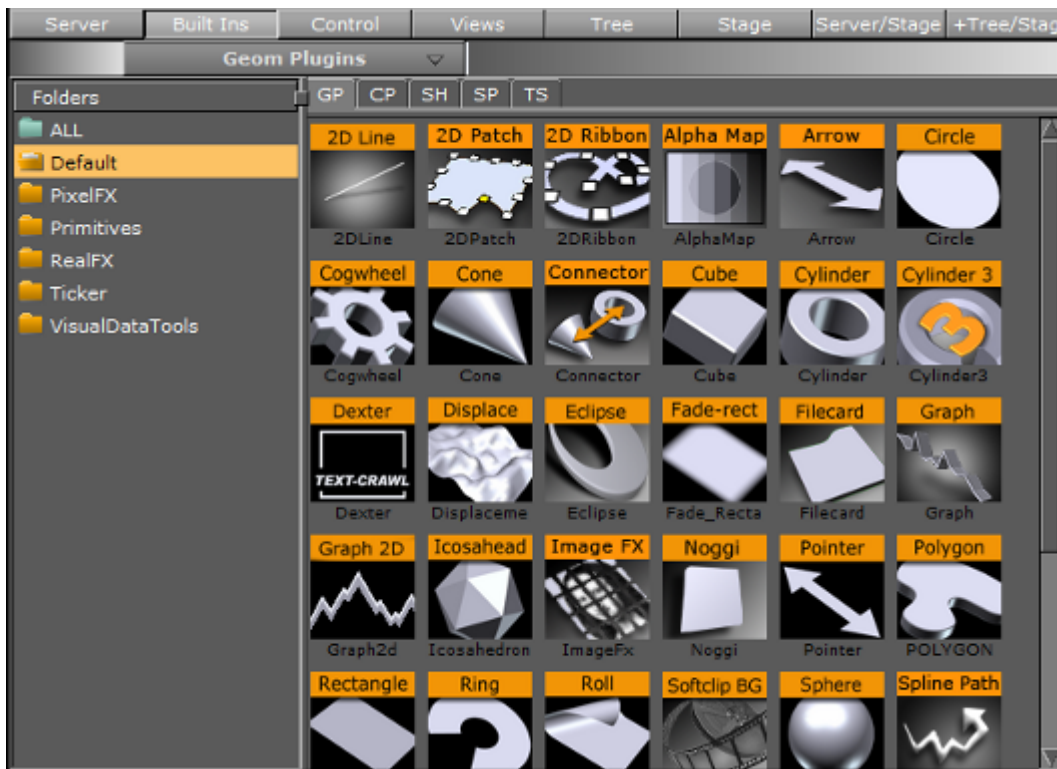 Server Built Ins Control Views Tree Stage Server/Stage +Tree/Stag
Geom Plugins
Folders
GP CP SH SP TS
ALL
Default
PixelFX
Primitives
RealFX
Ticker
VisualDataTools
2D Line 2D Patch 2D Ribbon Alpha Map Arrow Circle
2DLine 2DPatch 2DRibbon AlphaMap Arrow Circle
Cogwheel Cone Connector Cube Cylinder Cylinder 3
3
Cogwheel Cone Connector Cube Cylinder Cylinder3
Dexter Displace Eclipse Fade-rect Filecard Graph
TEXT-CRAWL
Dexter Displaceme Eclipse Fade_Recta Filecard Graph
Graph 2D Icosahead Image FX Noggi Pointer Polygon
Graph2d Icosahedron ImageFx Noggi Pointer POLYGON
Rectangle Ring Roll Softclip BG Sphere Spline Path